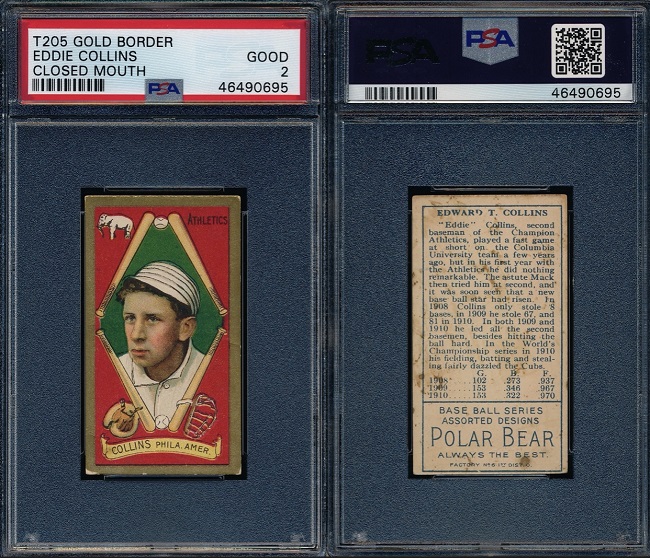 T205 GOLD BORDER
EDDIE COLLINS GOOD
CLOSED MOUTH 2
PSA 46490695
ATHLETICS
COLLINS PHILA. AMER.
PSA
PSA
46490695
EDWARD T. COLLINS
"Eddie" Collins, second
baseman of the Champion
Athletics, played a fast game
at short on the Columbia
University team a few years
ago, but in his first year with
the Athletics he did nothing
remarkable. The astute Mack
then tried him at second, and
it was soon seen that a new
base ball star had risen. In
1908 Collins only stole 8
bases, in 1909 he stole 67, and
81 in 1910. In both 1909 and
1910 he led all the second
basemen, besides hitting the
ball hard. In the World's
Championship series in 1910
his fielding, batting and steal-
ing fairly dazzled the Cubs.
G. B. F.
1908 102 .273 .937
1909 153 .346 .967
1910 153 .322 .970
BASE BALL SERIES
ASSORTED DESIGNS
POLAR BEAR
ALWAYS THE BEST.
FACTORY No 6 1st DIST.